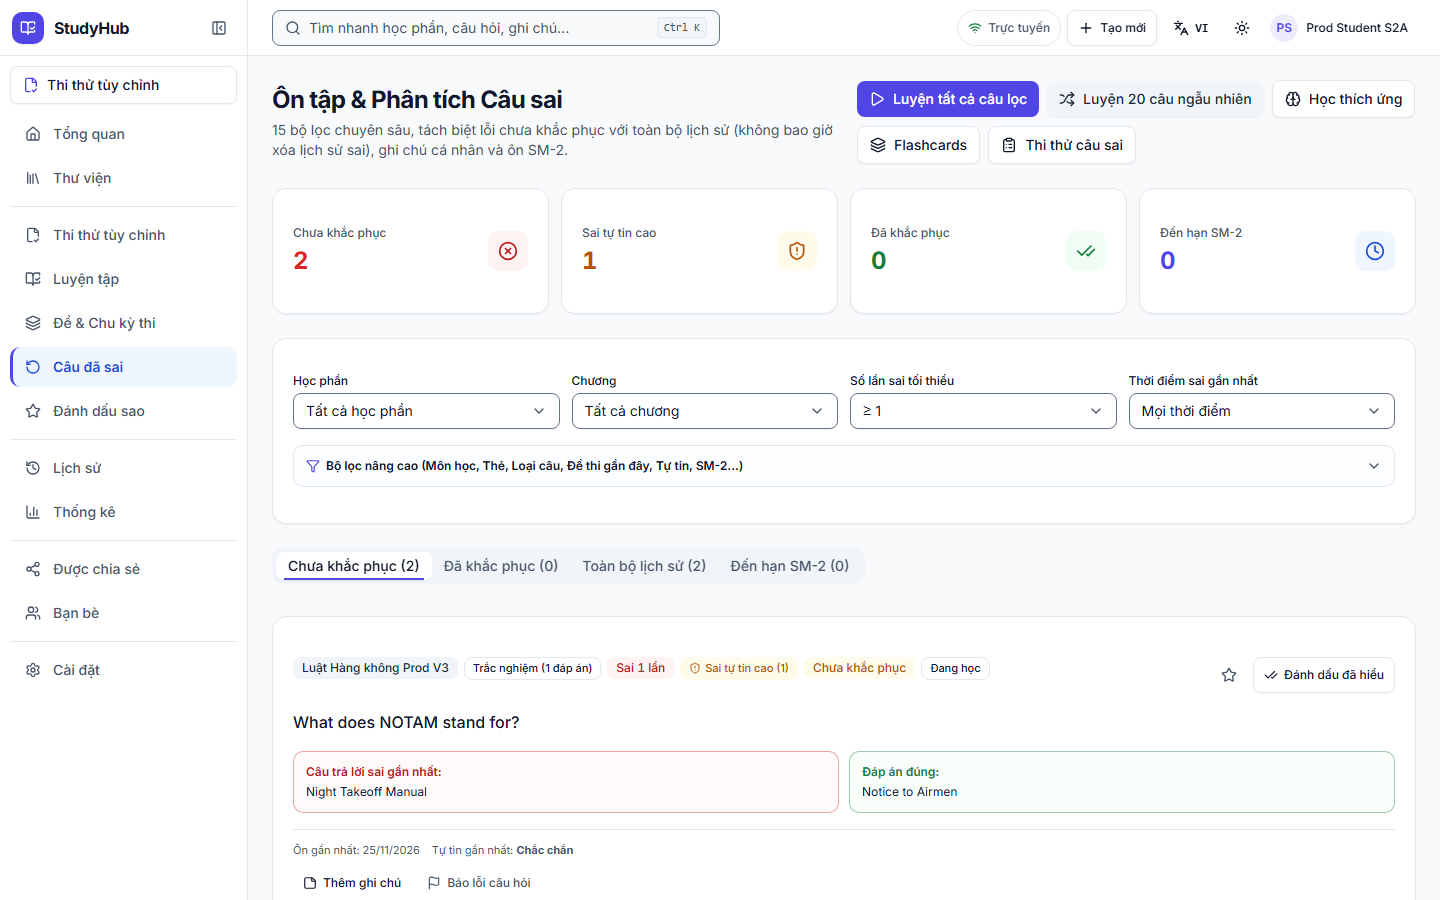 StudyHub
Tìm nhanh học phần, câu hỏi, ghi chú...
Ctrl K
Trực tuyến
Tạo mới
VI
PS
Prod Student S2A
Thi thử tùy chỉnh
Tổng quan
Thư viện
Thi thử tùy chỉnh
Luyện tập
Đề & Chu kỳ thi
Câu đã sai
Đánh dấu sao
Lịch sử
Thống kê
Được chia sẻ
Bạn bè
Cài đặt
Ôn tập & Phân tích Câu sai
15 bộ lọc chuyên sâu, tách biệt lỗi chưa khắc phục với toàn bộ lịch sử (không bao giờ
xóa lịch sử sai), ghi chú cá nhân và ôn SM-2.
Luyện tất cả câu lọc
Luyện 20 câu ngẫu nhiên
Học thích ứng
Flashcards
Thi thử câu sai
Chưa khắc phục
2
Sai tự tin cao
1
Đã khắc phục
0
Đến hạn SM-2
0
Học phần
Tất cả học phần
Chương
Tất cả chương
Số lần sai tối thiểu
≥ 1
Thời điểm sai gần nhất
Mọi thời điểm
Bộ lọc nâng cao (Môn học, Thẻ, Loại câu, Đề thi gần đây, Tự tin, SM-2...)
Chưa khắc phục (2)
Đã khắc phục (0)
Toàn bộ lịch sử (2)
Đến hạn SM-2 (0)
Luật Hàng không Prod V3
Trắc nghiệm (1 đáp án)
Sai 1 lần
Sai tự tin cao (1)
Chưa khắc phục
Đang học
Đánh dấu đã hiểu
What does NOTAM stand for?
Câu trả lời sai gần nhất:
Night Takeoff Manual
Đáp án đúng:
Notice to Airmen
Ôn gần nhất: 25/11/2026
Tự tin gần nhất: Chắc chắn
Thêm ghi chú
Báo lỗi câu hỏi